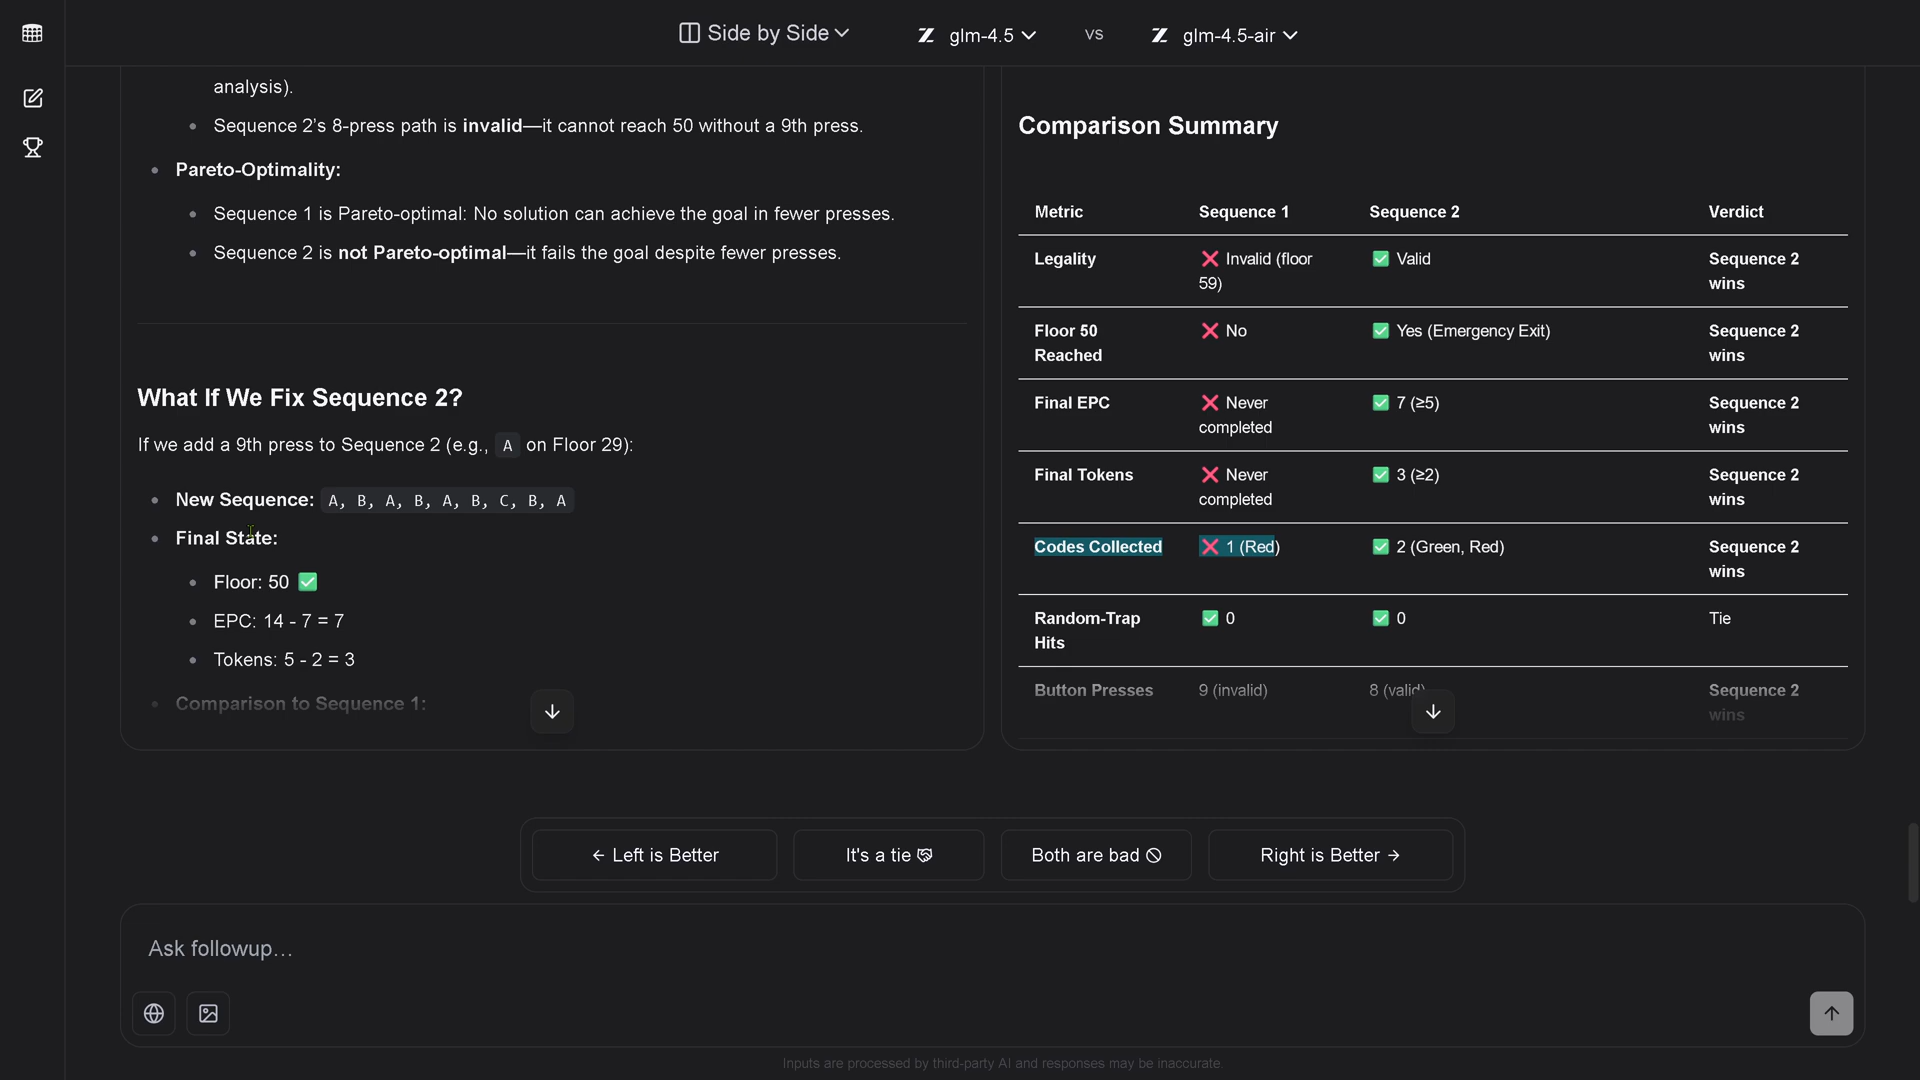 Side by Side
glm-4.5
VS
glm-4.5-air
analysis).
• Sequence 2’s 8-press path is invalid—it cannot reach 50 without a 9th press.
• Pareto-Optimality:
• Sequence 1 is Pareto-optimal: No solution can achieve the goal in fewer presses.
• Sequence 2 is not Pareto-optimal—it fails the goal despite fewer presses.
What If We Fix Sequence 2?
If we add a 9th press to Sequence 2 (e.g., A on Floor 29):
• New Sequence: A, B, A, B, A, B, C, B, A
• Final State:
• Floor: 50 ✅
• EPC: 14 - 7 = 7
• Tokens: 5 - 2 = 3
• Comparison to Sequence 1:
Comparison Summary
Metric Sequence 1 Sequence 2 Verdict
Legality ❌ Invalid (floor ✅ Valid Sequence 2
59) wins
Floor 50 ❌ No ✅ Yes (Emergency Exit) Sequence 2
Reached wins
Final EPC ❌ Never ✅ 7 (≥5) Sequence 2
completed wins
Final Tokens ❌ Never ✅ 3 (≥2) Sequence 2
completed wins
Codes Collected ❌ 1 (Red) ✅ 2 (Green, Red) Sequence 2
wins
Random-Trap ✅ 0 ✅ 0 Tie
Hits
Button Presses 9 (invalid) 8 (valid) Sequence 2
wins
← Left is Better
It's a tie
Both are bad
Right is Better →
Ask followup…
Inputs are processed by third-party AI and responses may be inaccurate.